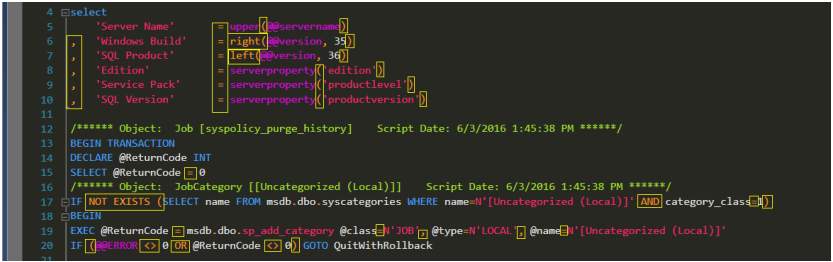 4 select
5 'Server Name' = upper(@@servername)
6 , 'Windows Build' = right(@@version, 35)
7 , 'SQL Product' = left(@@version, 36)
8 , 'Edition' = serverproperty('edition')
9 , 'Service Pack' = serverproperty('productlevel')
10 , 'SQL Version' = serverproperty('productversion')
11
12 /****** Object:  Job [syspolicy_purge_history]    Script Date: 6/3/2016 1:45:38 PM ******/
13 BEGIN TRANSACTION
14 DECLARE @ReturnCode INT
15 SELECT @ReturnCode = 0
16 /****** Object:  JobCategory [[Uncategorized (Local)]]    Script Date: 6/3/2016 1:45:38 PM ******/
17 IF NOT EXISTS (SELECT name FROM msdb.dbo.syscategories WHERE name=N'[Uncategorized (Local)]' AND category_class=1)
18 BEGIN
19 EXEC @ReturnCode = msdb.dbo.sp_add_category @class=N'JOB', @type=N'LOCAL', @name=N'[Uncategorized (Local)]'
20 IF (@@ERROR <> 0 OR @ReturnCode <> 0) GOTO QuitWithRollback
21